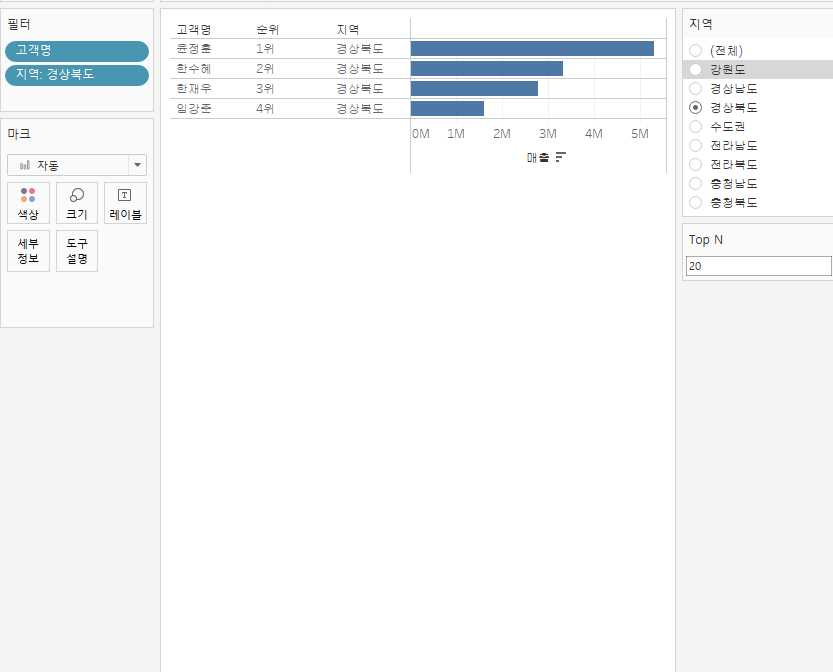 필터
고객명
지역: 경상북도
마크
자동
색상
크기
레이블
세부
정보
도구
설명
고객명 순위 지역
윤정훈 1위 경상북도
한수혜 2위 경상북도
한재우 3위 경상북도
임강준 4위 경상북도
0M 1M 2M 3M 4M 5M
매출
지역
(전체)
강원도
경상남도
경상북도
수도권
전라남도
전라북도
충청남도
충청북도
Top N
20